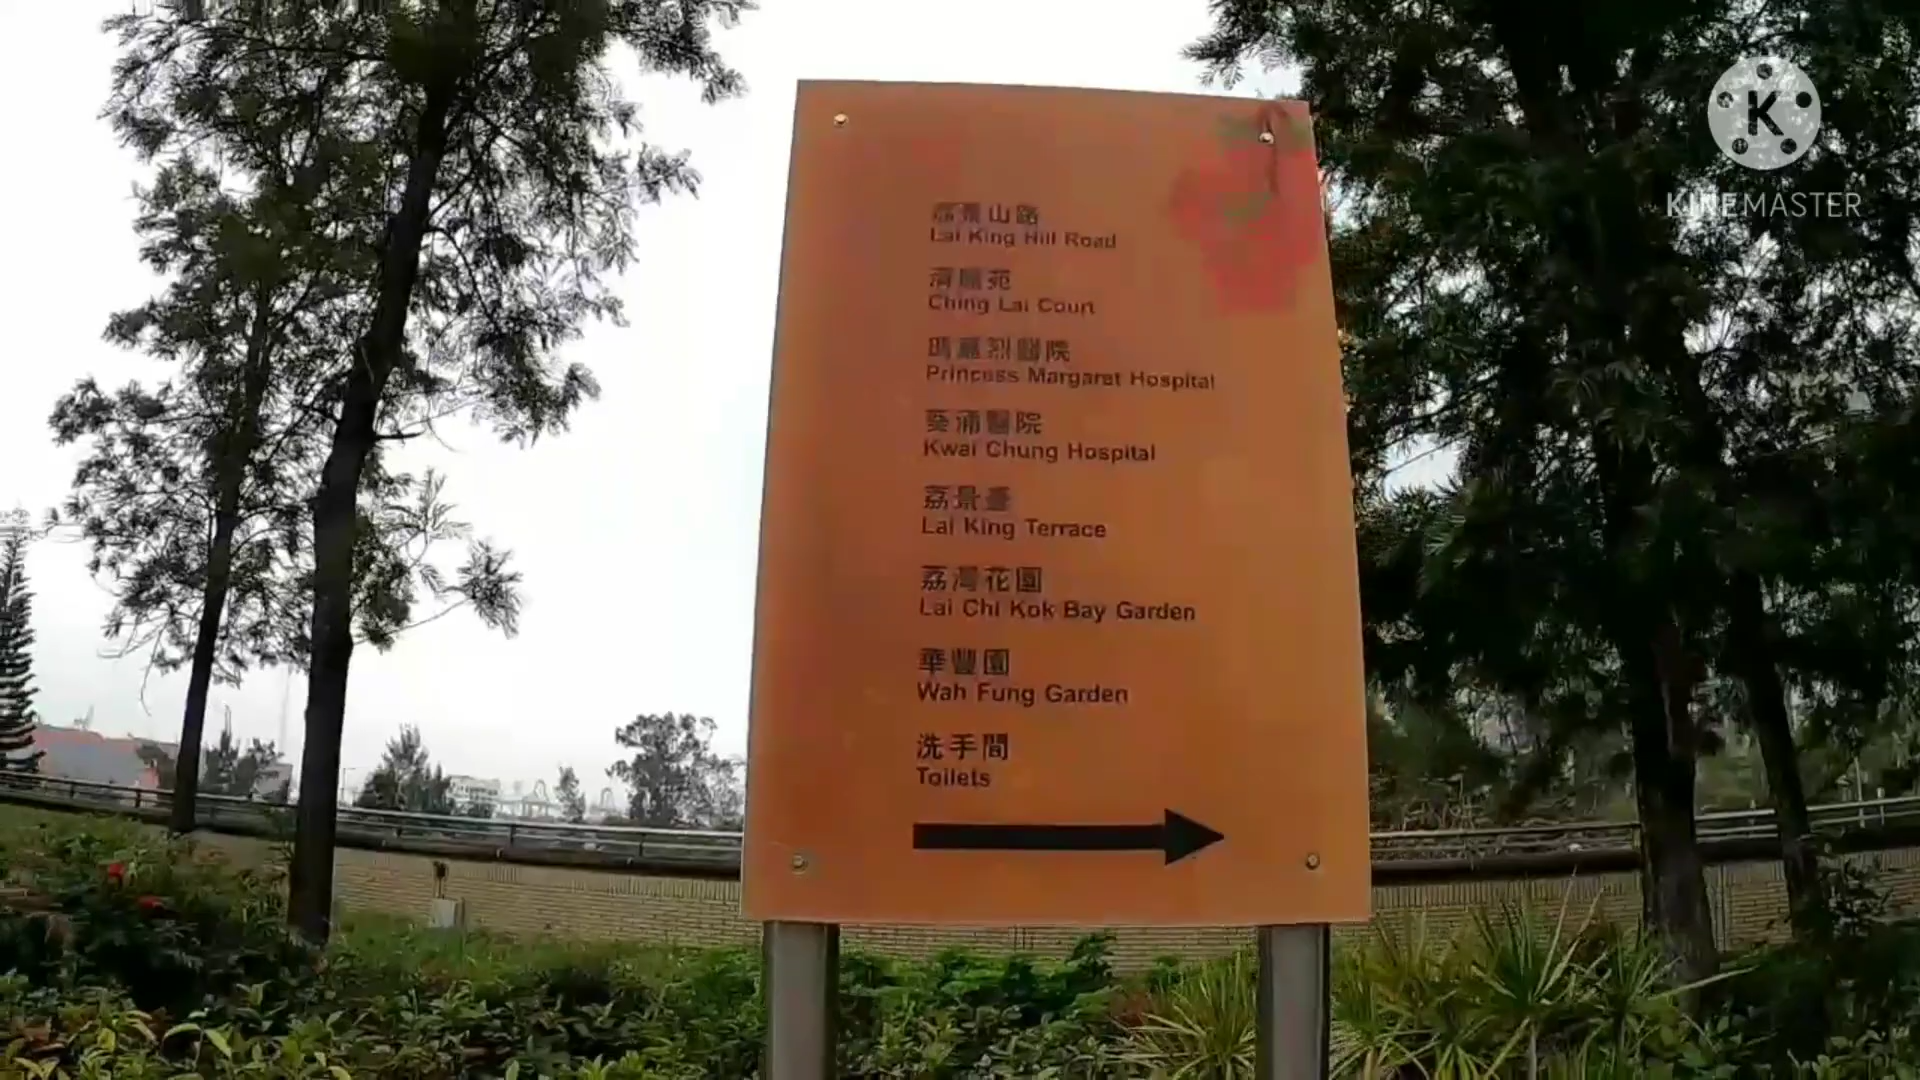 荔景山路
Lai King Hill Road
清麗苑
Ching Lai Court
瑪嘉烈醫院
Princess Margaret Hospital
葵涌醫院
Kwai Chung Hospital
荔景臺
Lai King Terrace
荔灣花園
Lai Chi Kok Bay Garden
華豐園
Wah Fung Garden
洗手間
Toilets
K
KINEMASTER